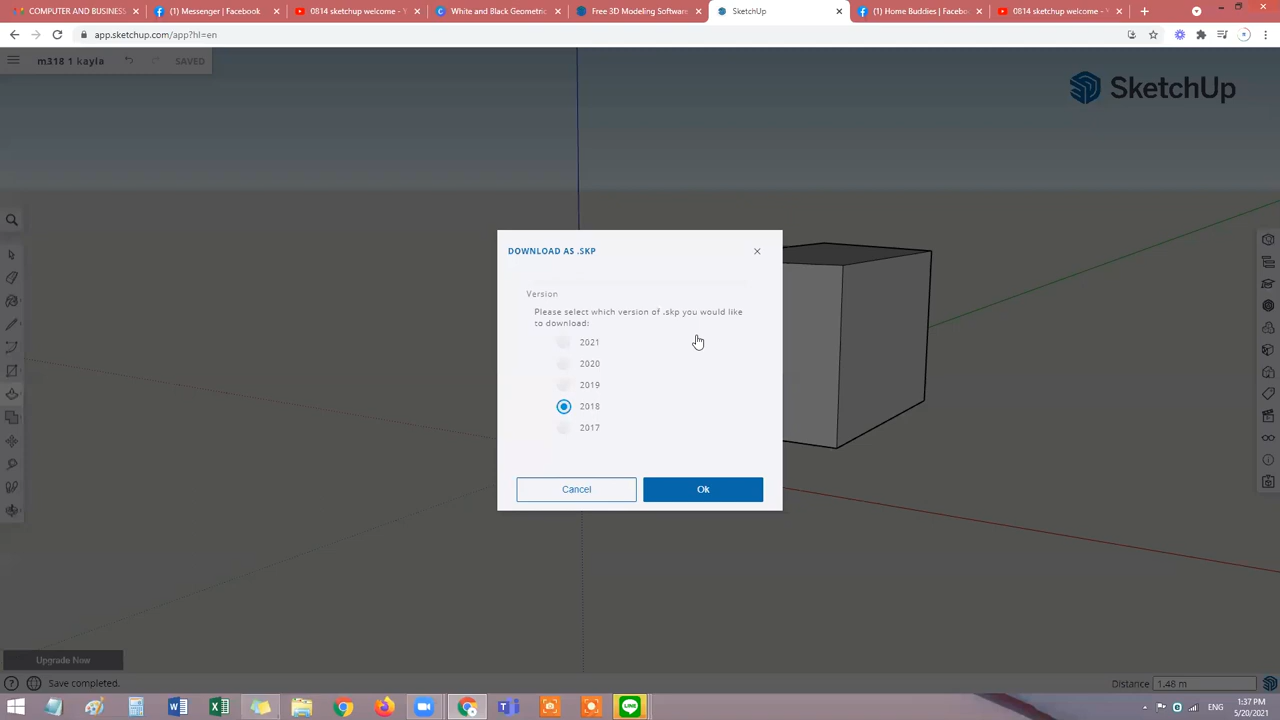 COMPUTER AND BUSINESS
(1) Messenger | Facebook
0814 sketchup welcome - Y
White and Black Geometric
Free 3D Modeling Software
SketchUp
(1) Home Buddies | Facebo
0814 sketchup welcome - Y
app.sketchup.com/app?hl=en
m318 1 kayla
SAVED
SketchUp
DOWNLOAD AS .SKP
Version
Please select which version of .skp you would like
to download:
2021
2020
2019
2018
2017
Cancel
Ok
Upgrade Now
Save completed.
Distance
1.48 m
LINE
ENG
1:37 PM
5/20/2021